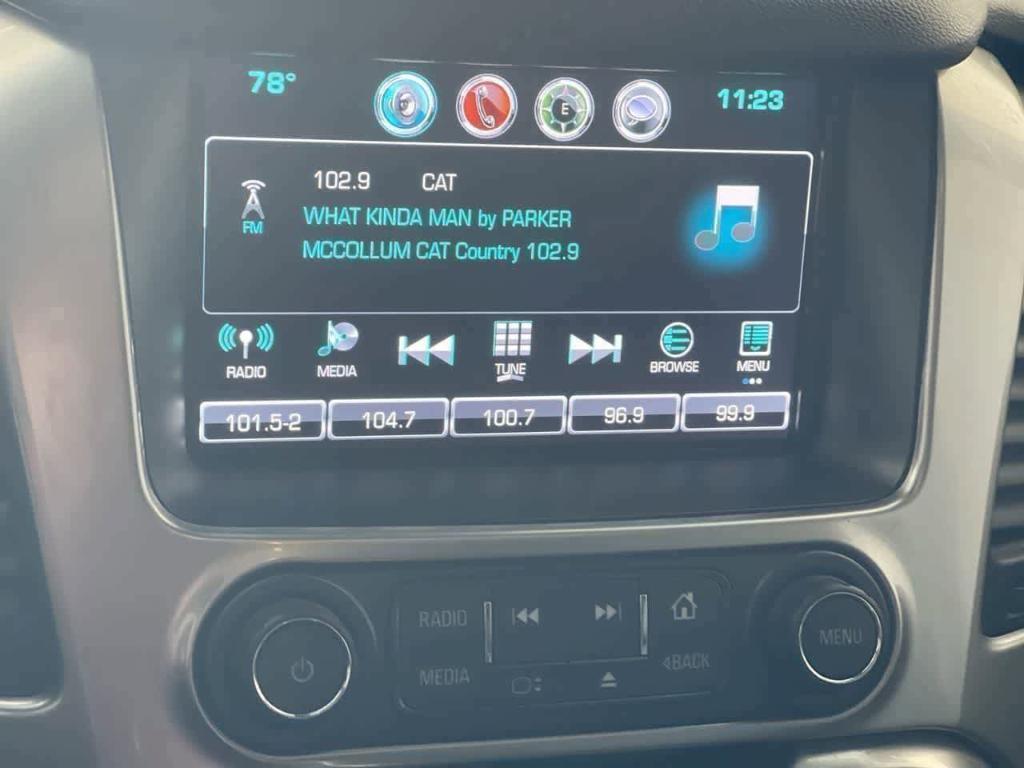 78°
E
11:23
102.9 CAT
FM
WHAT KINDA MAN by PARKER
MCCOLLUM CAT Country 102.9
RADIO MEDIA TUNE BROWSE MENU
101.5-2 104.7 100.7 96.9 99.9
RADIO
MEDIA
BACK
MENU